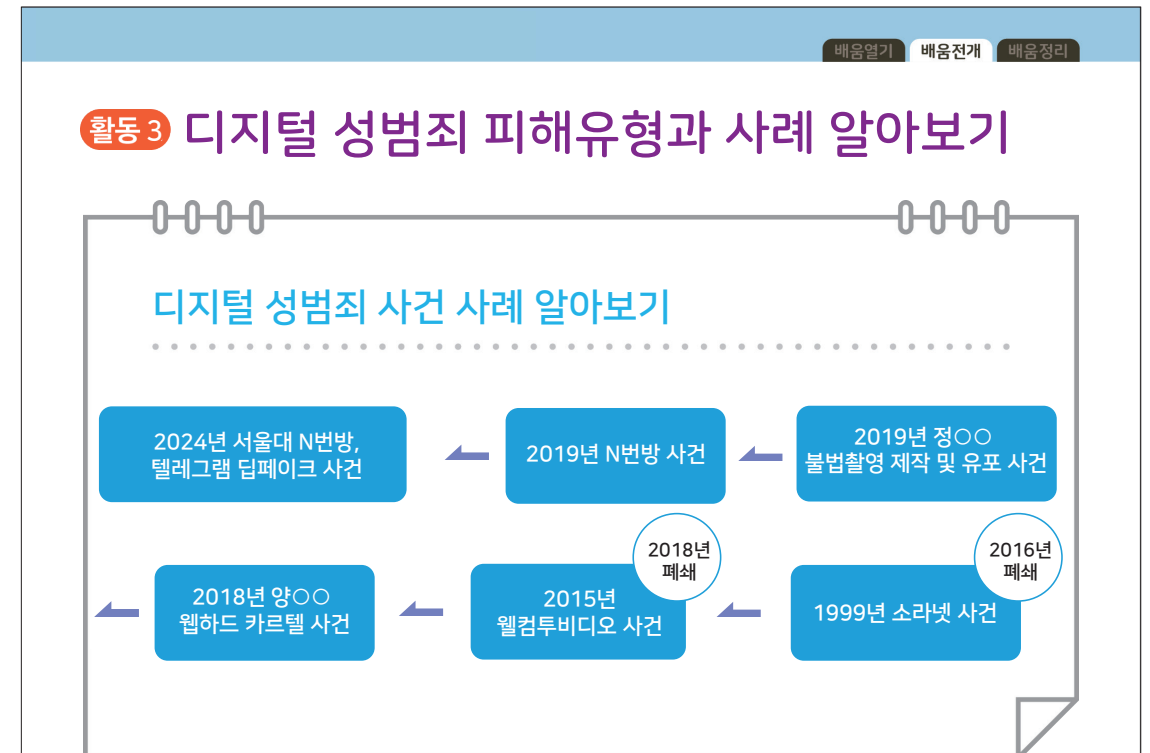 배움열기 배움전개 배움정리
활동 3 디지털 성범죄 피해유형과 사례 알아보기
디지털 성범죄 사건 사례 알아보기
2024년 서울대 N번방,
텔레그램 딥페이크 사건
2019년 N번방 사건
2019년 정○○
불법촬영 제작 및 유포 사건
2018년 양○○
웹하드 카르텔 사건
2018년
폐쇄
2015년
웰컴투비디오 사건
2016년
폐쇄
1999년 소라넷 사건